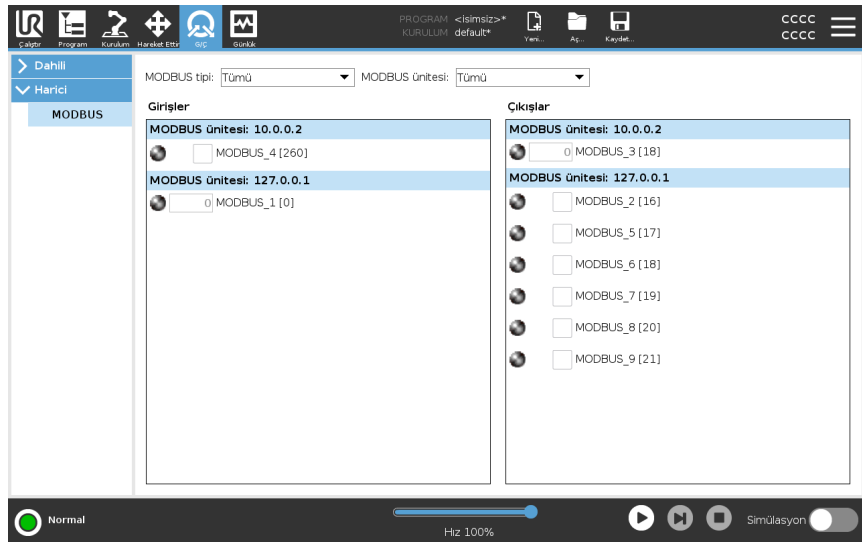 UR
PROGRAM <isimsiz>*
KURULUM default*
Çalıştır Program Kurulum Hareket Ettir G/Ç Günlük
Yeni... Aç... Kaydet...
cccc
cccc
Dahili
Harici
MODBUS
MODBUS tipi: Tümü MODBUS ünitesi: Tümü
Girişler
MODBUS ünitesi: 10.0.0.2
MODBUS_4 [260]
MODBUS ünitesi: 127.0.0.1
0 MODBUS_1 [0]
Çıkışlar
MODBUS ünitesi: 10.0.0.2
0 MODBUS_3 [18]
MODBUS ünitesi: 127.0.0.1
MODBUS_2 [16]
MODBUS_5 [17]
MODBUS_6 [18]
MODBUS_7 [19]
MODBUS_8 [20]
MODBUS_9 [21]
Normal
Hız 100%
Simülasyon